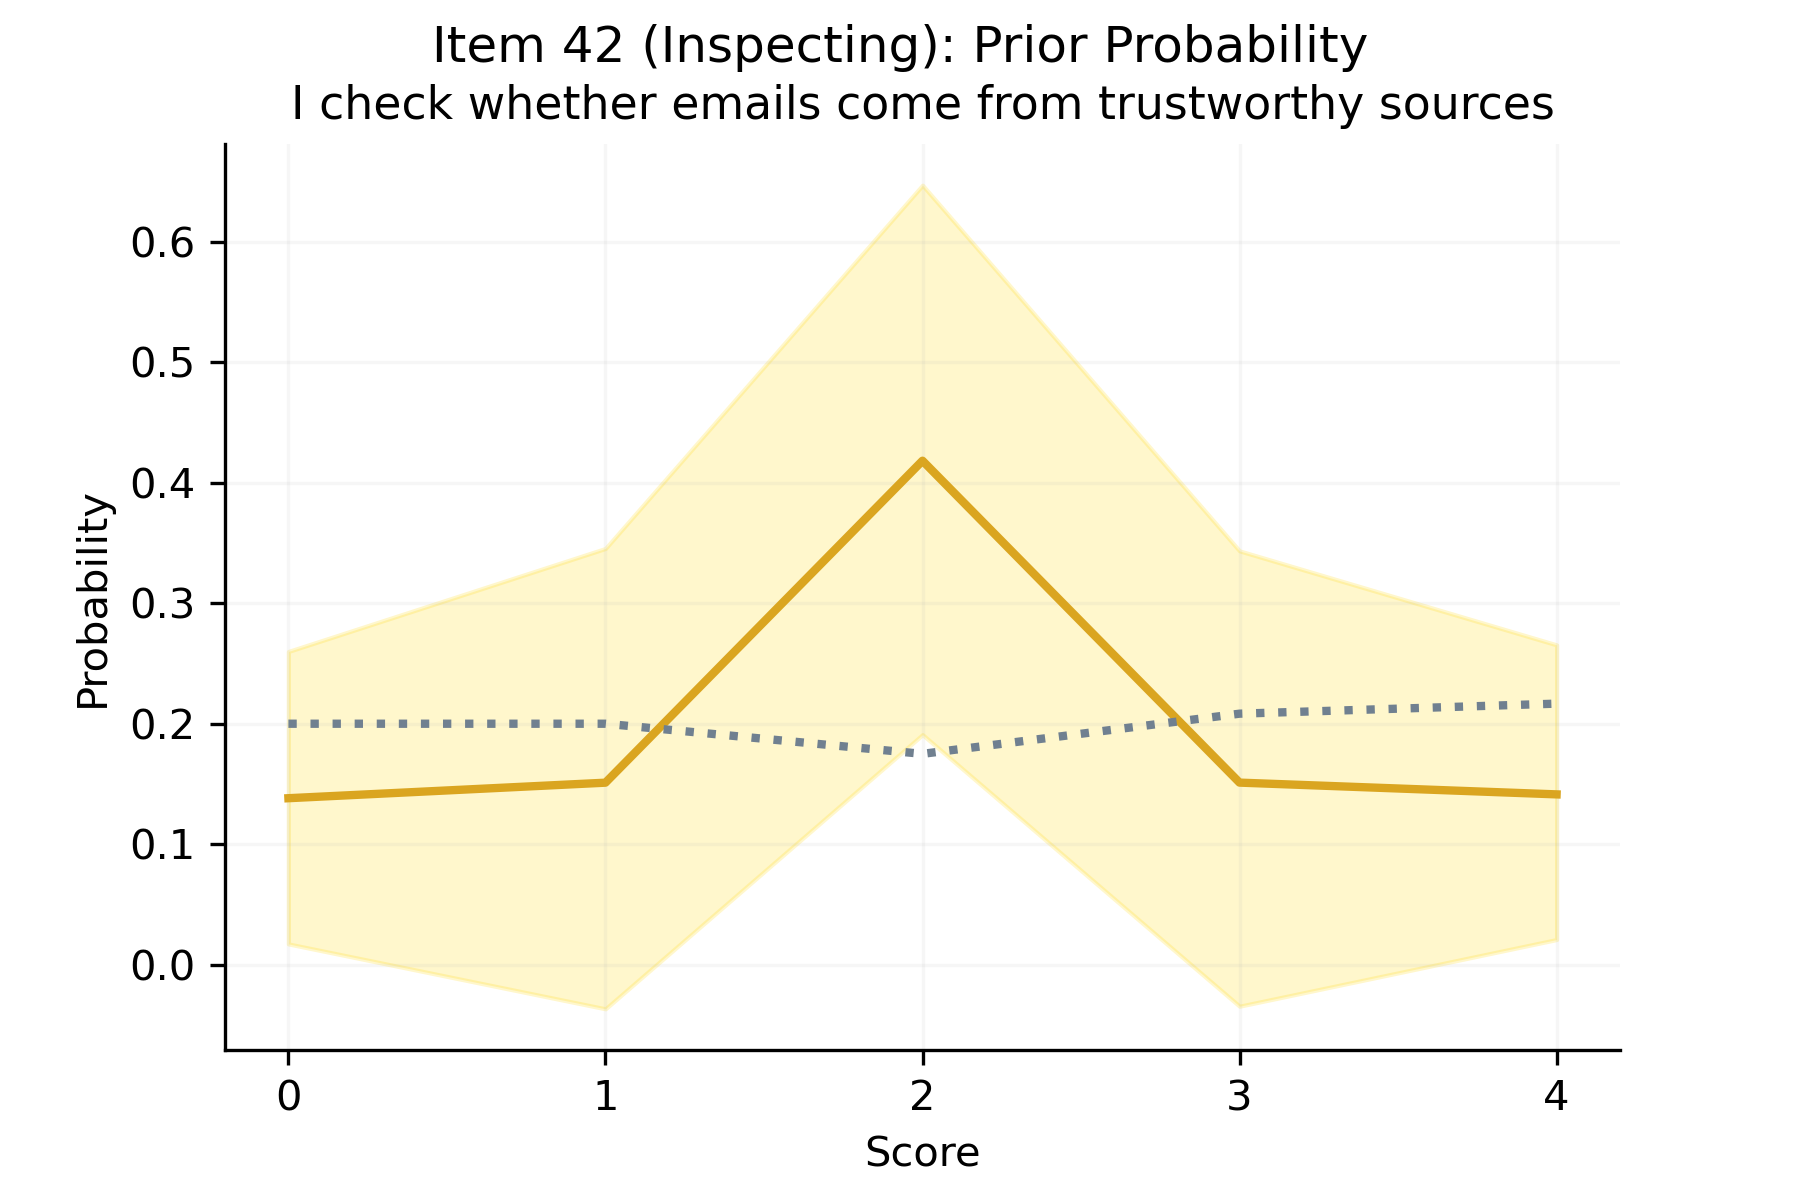 Item 42 (Inspecting): Prior Probability
I check whether emails come from trustworthy sources
Probability
0.6
0.5
0.4
0.3
0.2
0.1
0.0
0 1 2 3 4
Score